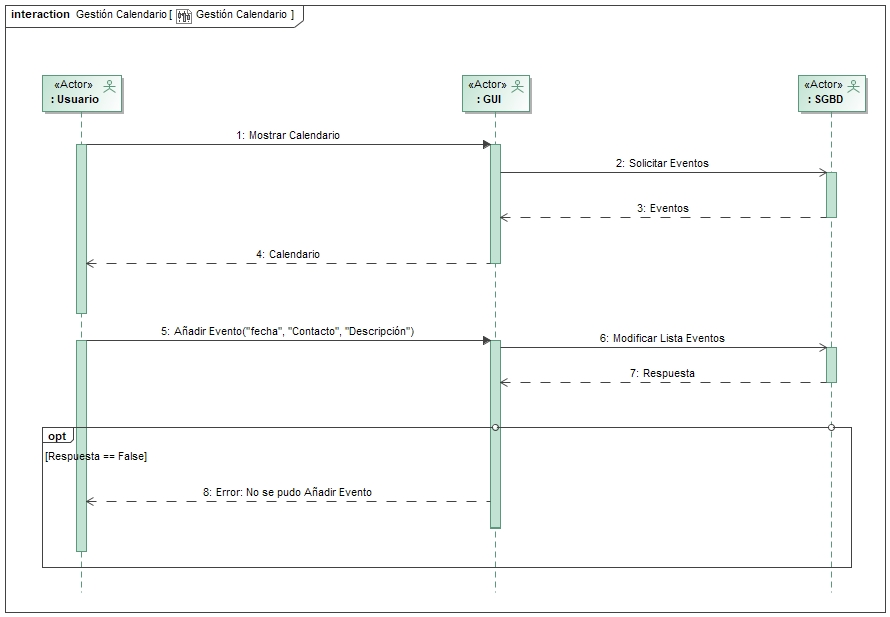 interaction Gestión Calendario [ Gestión Calendario ]
«Actor»
: Usuario
«Actor»
: GUI
«Actor»
: SGBD
1: Mostrar Calendario
2: Solicitar Eventos
3: Eventos
4: Calendario
5: Añadir Evento("fecha", "Contacto", "Descripción")
6: Modificar Lista Eventos
7: Respuesta
opt
[Respuesta == False]
8: Error: No se pudo Añadir Evento